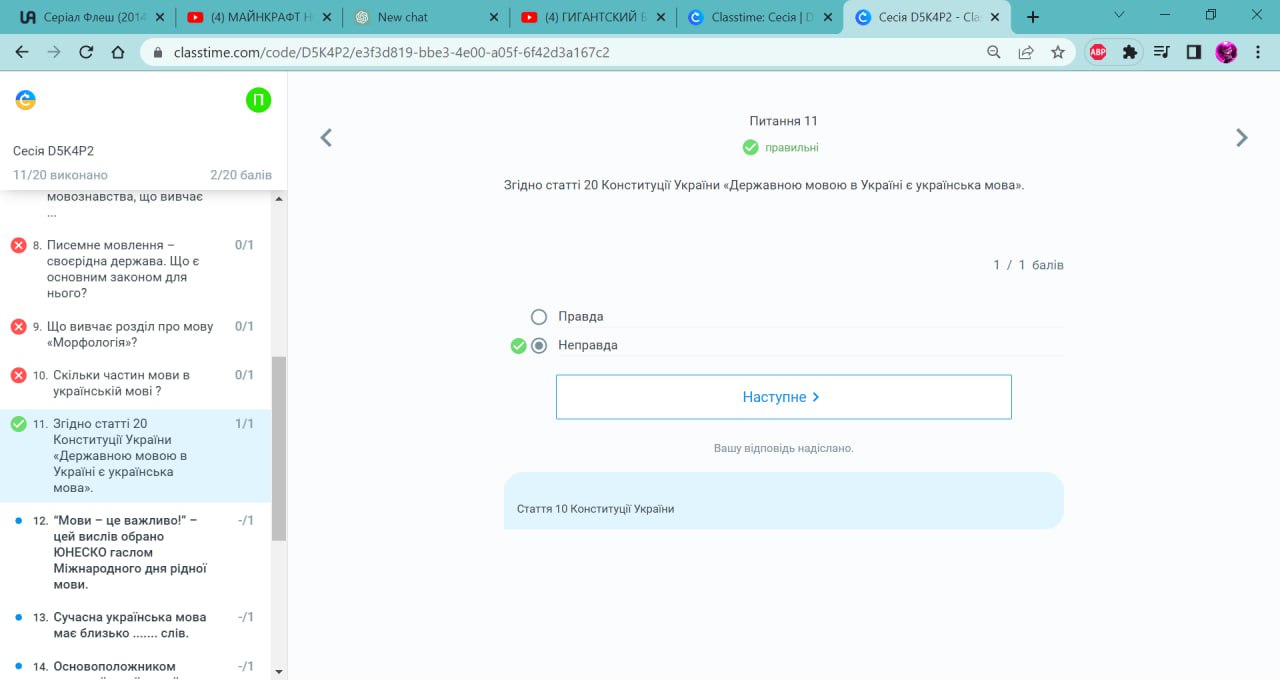 UA Серіал Флеш (2014
(4) МАЙНКРАФТ Н
New chat
(4) ГИГАНТСКИЙ Б
Classtime: Сесія | D
Сесія D5K4P2 - Cla
classtime.com/code/D5K4P2/e3f3d819-bbe3-4e00-a05f-6f42d3a167c2
ABP
П
Сесія D5K4P2
11/20 виконано
2/20 балів
мовознавства, що вивчає
...
8. Писемне мовлення – 0/1
своєрідна держава. Що є
основним законом для
нього?
9. Що вивчає розділ про мову 0/1
«Морфологія»?
10. Скільки частин мови в 0/1
українській мові ?
11. Згідно статті 20 1/1
Конституції України
«Державною мовою в
Україні є українська
мова».
12. “Мови – це важливо!” – -/1
цей вислів обрано
ЮНЕСКО гаслом
Міжнародного дня рідної
мови.
13. Сучасна українська мова -/1
має близько ....... слів.
14. Основоположником -/1
Питання 11
правильні
Згідно статті 20 Конституції України «Державною мовою в Україні є українська мова».
1 / 1 балів
Правда
Неправда
Наступне
Вашу відповідь надіслано.
Стаття 10 Конституції України